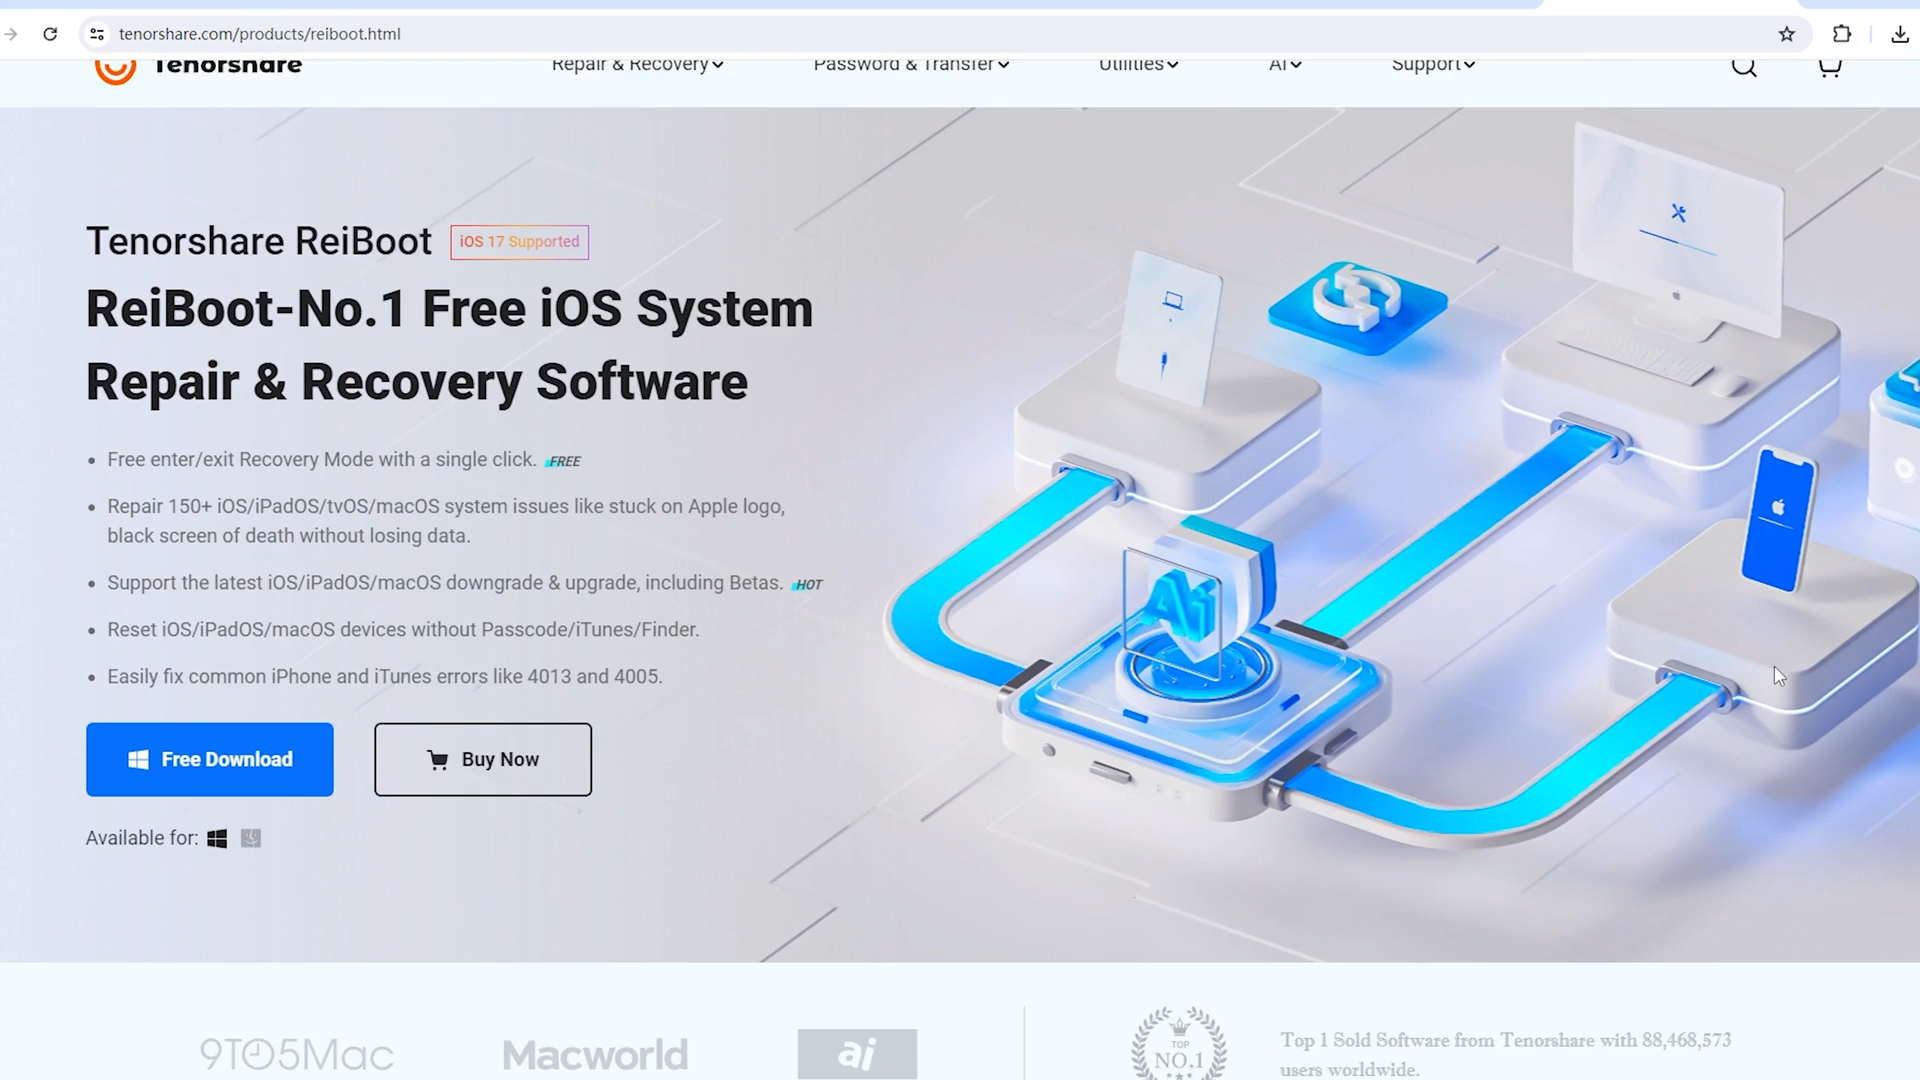 tenorshare.com/products/reiboot.html
Tenorshare
Repair & Recovery
Password & Transfer
Utilities
AI
Support
Tenorshare ReiBoot
iOS 17 Supported
ReiBoot-No.1 Free iOS System
Repair & Recovery Software
Free enter/exit Recovery Mode with a single click. FREE
Repair 150+ iOS/iPadOS/tvOS/macOS system issues like stuck on Apple logo,
black screen of death without losing data.
Support the latest iOS/iPadOS/macOS downgrade & upgrade, including Betas. HOT
Reset iOS/iPadOS/macOS devices without Passcode/iTunes/Finder.
Easily fix common iPhone and iTunes errors like 4013 and 4005.
Free Download
Buy Now
Available for:
Ai
9TO5Mac
Macworld
ai
TOP
NO.1
Top 1 Sold Software from Tenorshare with 88,468,573
users worldwide.